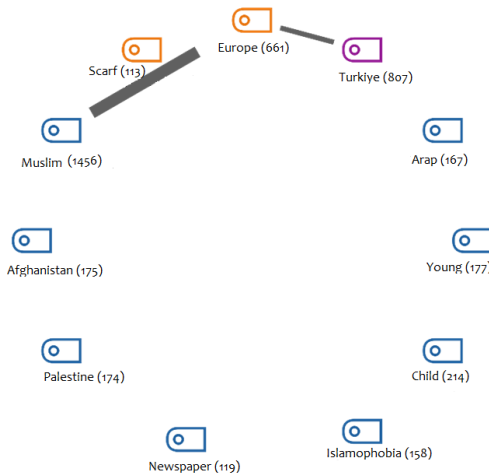 Europe (661)
Scarf (113)
Turkiye (807)
Muslim (1456)
Arap (167)
Afghanistan (175)
Young (177)
Palestine (174)
Child (214)
Newspaper (119)
Islamophobia (158)